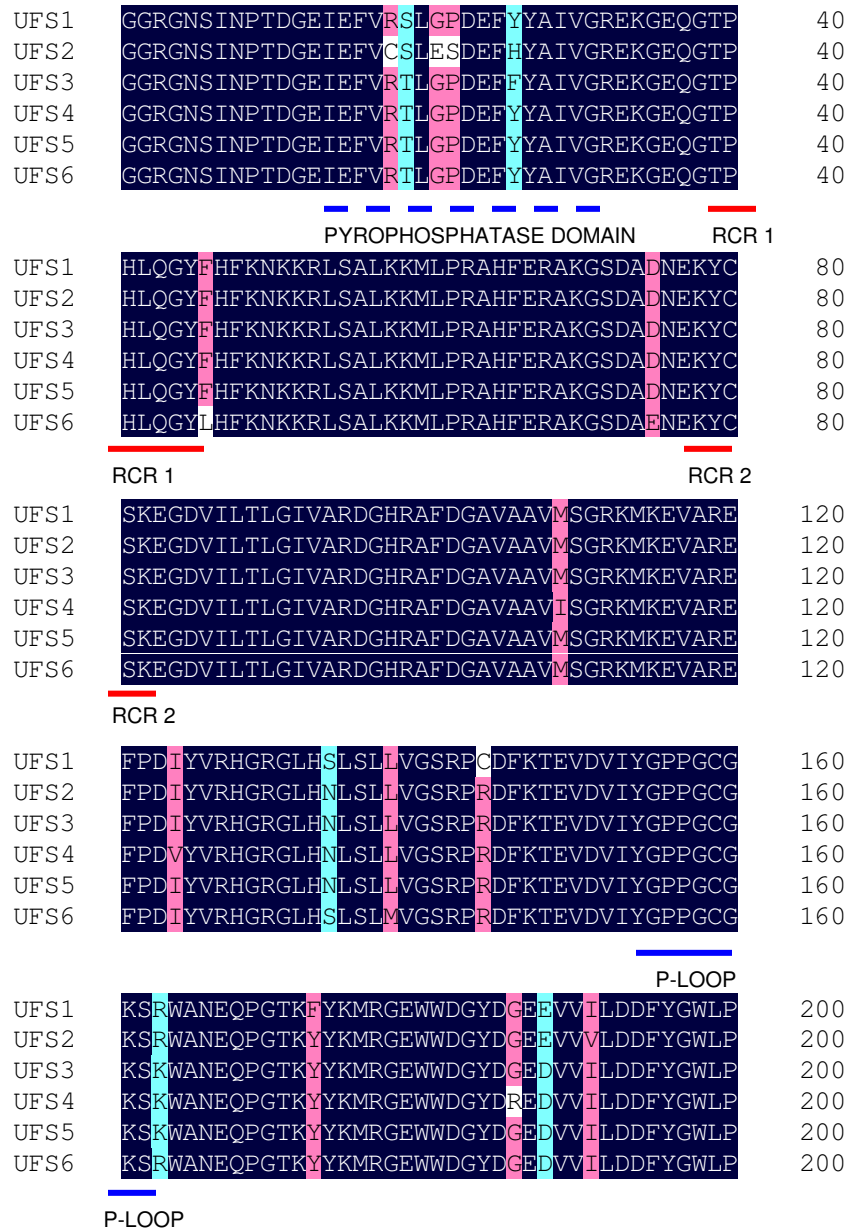 UFS1 GGRGNSINPTDGEIEFVRSLGPDEFYYAIVGREKGEQGTP 40
UFS2 GGRGNSINPTDGEIEFVCSLESDEFHYAIVGREKGEQGTP 40
UFS3 GGRGNSINPTDGEIEFVRTLGPDEFFYAIVGREKGEQGTP 40
UFS4 GGRGNSINPTDGEIEFVRTLGPDEFYYAIVGREKGEQGTP 40
UFS5 GGRGNSINPTDGEIEFVRTLGPDEFYYAIVGREKGEQGTP 40
UFS6 GGRGNSINPTDGEIEFVRTLGPDEFYYAIVGREKGEQGTP 40
PYROPHOSPHATASE DOMAIN RCR 1
UFS1 HLQGYFHFKNKKRLSALKKMLPRAHFERAKGSDADNEKYC 80
UFS2 HLQGYFHFKNKKRLSALKKMLPRAHFERAKGSDADNEKYC 80
UFS3 HLQGYFHFKNKKRLSALKKMLPRAHFERAKGSDADNEKYC 80
UFS4 HLQGYFHFKNKKRLSALKKMLPRAHFERAKGSDADNEKYC 80
UFS5 HLQGYFHFKNKKRLSALKKMLPRAHFERAKGSDADNEKYC 80
UFS6 HLQGYLHFKNKKRLSALKKMLPRAHFERAKGSDAENEKYC 80
RCR 1 RCR 2
UFS1 SKEGDVILTLGIVARDGHRAFDGAVAAVMSGRKMKEVARE 120
UFS2 SKEGDVILTLGIVARDGHRAFDGAVAAVMSGRKMKEVARE 120
UFS3 SKEGDVILTLGIVARDGHRAFDGAVAAVMSGRKMKEVARE 120
UFS4 SKEGDVILTLGIVARDGHRAFDGAVAAVISGRKMKEVARE 120
UFS5 SKEGDVILTLGIVARDGHRAFDGAVAAVMSGRKMKEVARE 120
UFS6 SKEGDVILTLGIVARDGHRAFDGAVAAVMSGRKMKEVARE 120
RCR 2
UFS1 FPDIYVRHGRGLHSLSLLVGSRPCDFKTEVDVIYGPPGCG 160
UFS2 FPDIYVRHGRGLHNLSLLVGSRPRDFKTEVDVIYGPPGCG 160
UFS3 FPDIYVRHGRGLHNLSLLVGSRPRDFKTEVDVIYGPPGCG 160
UFS4 FPDVYVRHGRGLHNLSLLVGSRPRDFKTEVDVIYGPPGCG 160
UFS5 FPDIYVRHGRGLHNLSLLVGSRPRDFKTEVDVIYGPPGCG 160
UFS6 FPDIYVRHGRGLHSLSLMVGSRPRDFKTEVDVIYGPPGCG 160
P-LOOP
UFS1 KSRWANEQPGTKFYKMRGEWWDGYDGEEVVILDDFYGWLP 200
UFS2 KSRWANEQPGTKYYKMRGEWWDGYDGEEVVVLDDFYGWLP 200
UFS3 KSKWANEQPGTKYYKMRGEWWDGYDGEDVVILDDFYGWLP 200
UFS4 KSKWANEQPGTKYYKMRGEWWDGYDREDVVILDDFYGWLP 200
UFS5 KSKWANEQPGTKYYKMRGEWWDGYDGEDVVILDDFYGWLP 200
UFS6 KSRWANEQPGTKYYKMRGEWWDGYDGEDVVILDDFYGWLP 200
P-LOOP